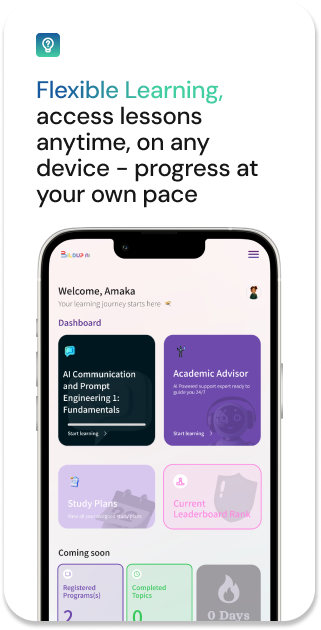 Flexible Learning,
access lessons
anytime, on any
device - progress at
your own pace
Welcome, Amaka
Your learning journey starts here
Dashboard
AI Communication
and Prompt
Engineering 1:
Fundamentals
Start learning
Academic Advisor
AI Powered support expert ready to
guide you 24/7
Start learning
Study Plans
Current
Leaderboard Rank
Coming soon
Registered
Programs(s)
2
Completed
Topics
0
0 Days